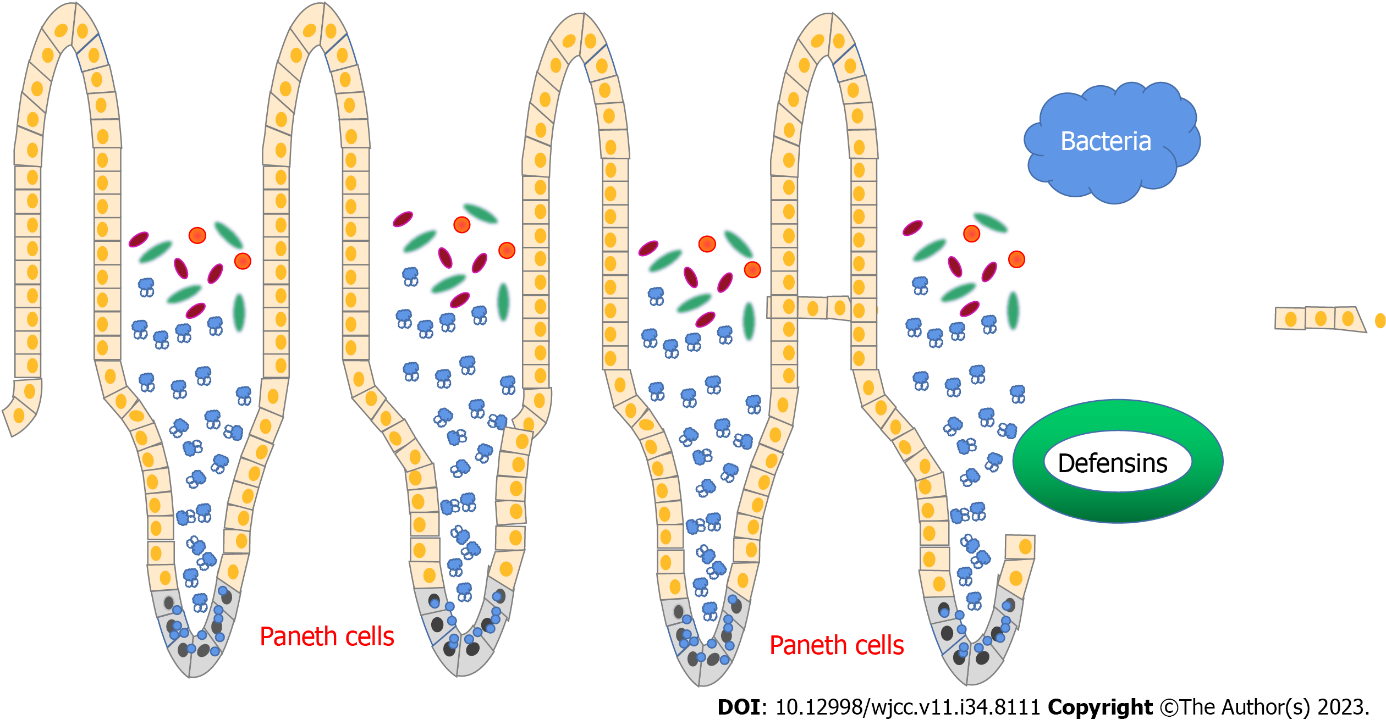 Bacteria
Defensins
Paneth cells
Paneth cells
DOI: 10.12998/wjcc.v11.i34.8111 Copyright ©The Author(s) 2023.